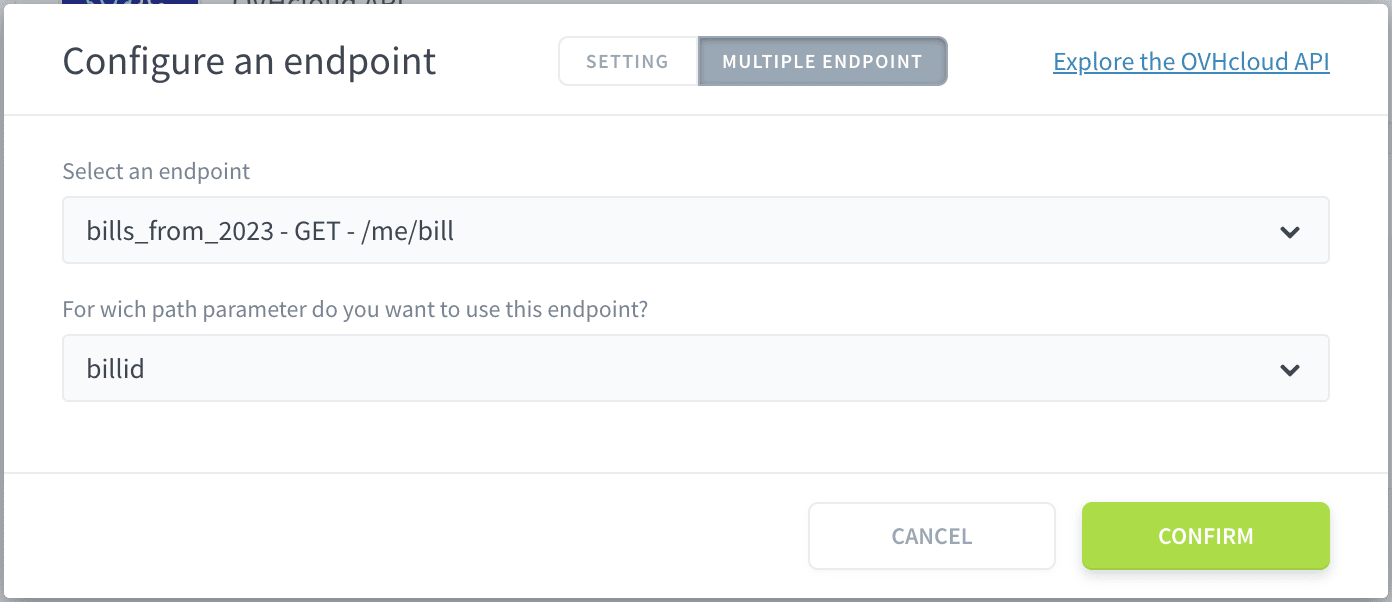 OVHcloud API
Configure an endpoint
SETTING
MULTIPLE ENDPOINT
Explore the OVHcloud API
Select an endpoint
bills_from_2023 - GET - /me/bill
For wich path parameter do you want to use this endpoint?
billid
CANCEL
CONFIRM